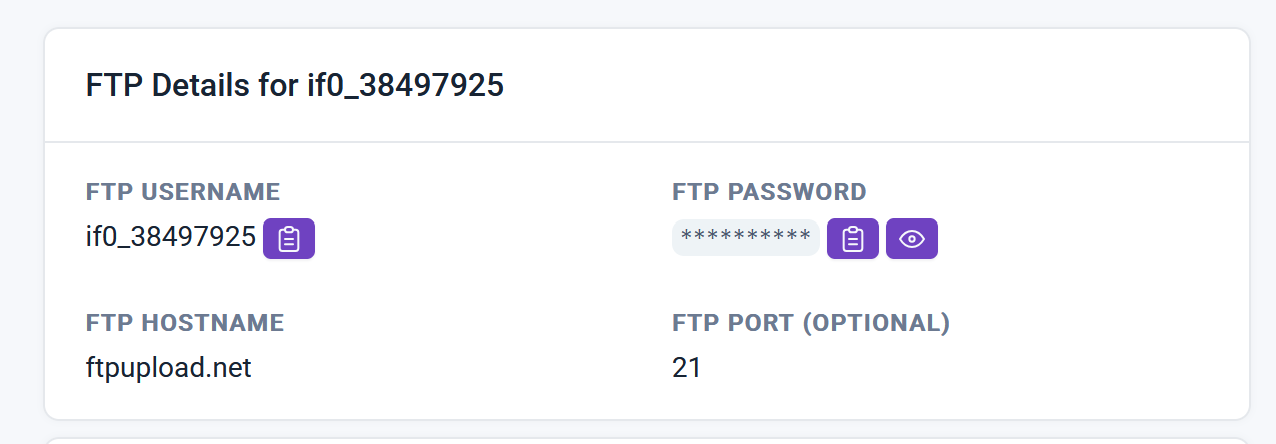 FTP Details for if0_38497925
FTP USERNAME
if0_38497925
FTP PASSWORD
**********
FTP HOSTNAME
ftpupload.net
FTP PORT (OPTIONAL)
21